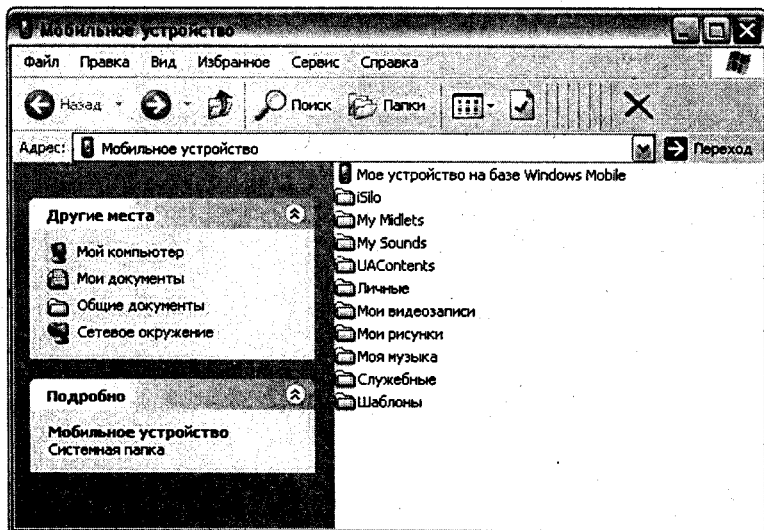 Мобильное устройство
Файл Правка Вид Избранное Сервис Справка
Назад Поиск Папки
Адрес: Мобильное устройство Переход
Мое устройство на базе Windows Mobile
iSilo
My Midlets
My Sounds
UAContents
Личные
Мои видеозаписи
Мои рисунки
Моя музыка
Служебные
Шаблоны
Другие места
Мой компьютер
Мои документы
Общие документы
Сетевое окружение
Подробно
Мобильное устройство
Системная папка